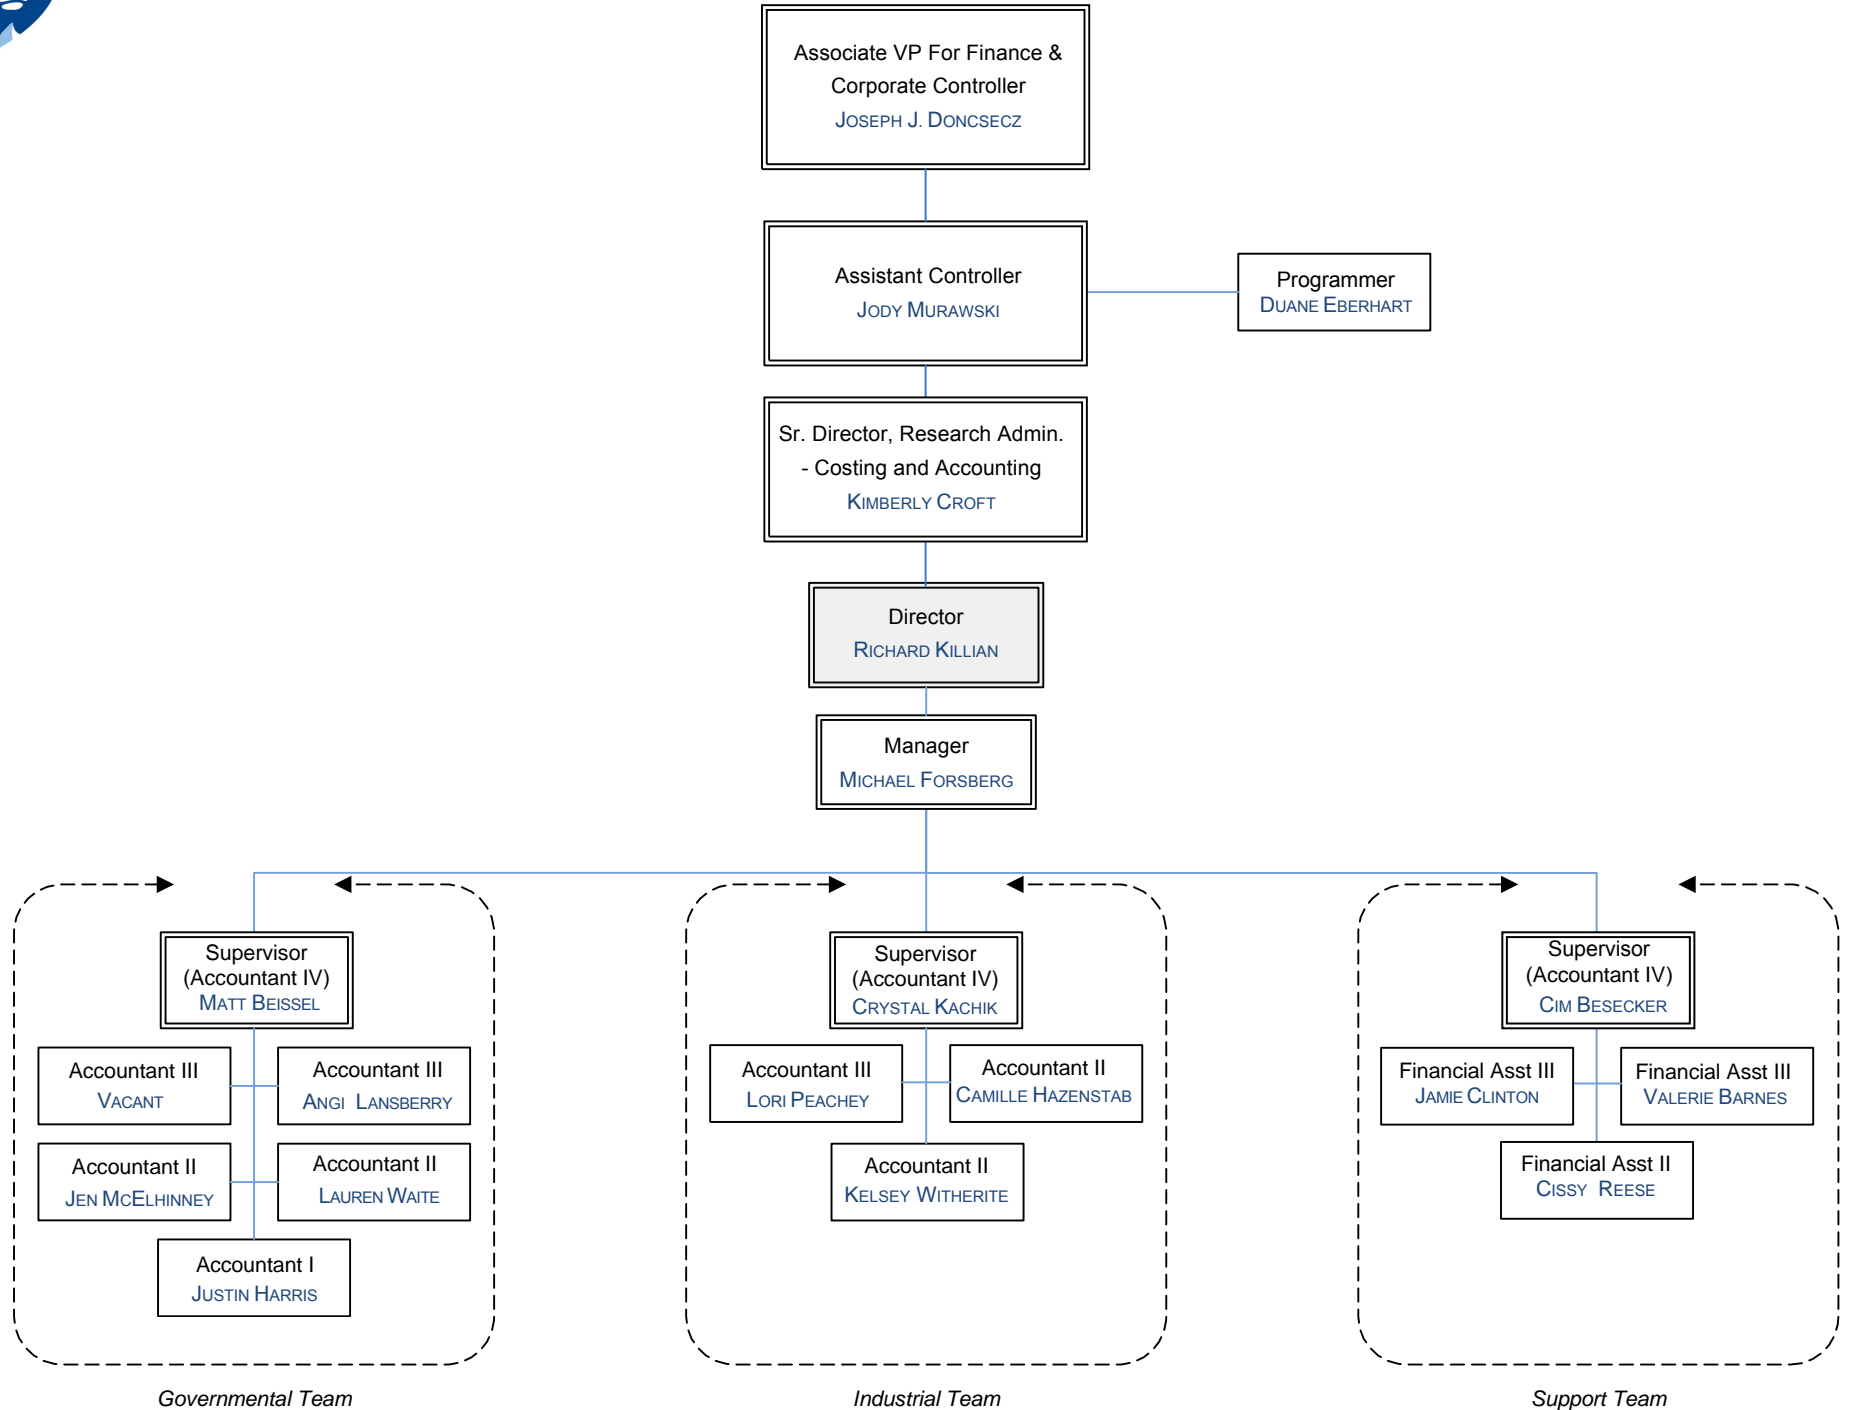 Associate VP For Finance &
Corporate Controller
JOSEPH J. DONCSECZ
Assistant Controller
JODY MURAWSKI
Programmer
DUANE EBERHART
Sr. Director, Research Admin.
- Costing and Accounting
KIMBERLY CROFT
Director
RICHARD KILLIAN
Manager
MICHAEL FORSBERG
Supervisor
(Accountant IV)
MATT BEISSEL
Accountant III
VACANT
Accountant III
ANGI LANSBERRY
Accountant II
JEN MCELHINNEY
Accountant II
LAUREN WAITE
Accountant I
JUSTIN HARRIS
Governmental Team
Supervisor
(Accountant IV)
CRYSTAL KACHIK
Accountant III
LORI PEACHEY
Accountant II
CAMILLE HAZENSTAB
Accountant II
KELSEY WITHERITE
Industrial Team
Supervisor
(Accountant IV)
CIM BESECKER
Financial Asst III
JAMIE CLINTON
Financial Asst III
VALERIE BARNES
Financial Asst II
CISSY REESE
Support Team